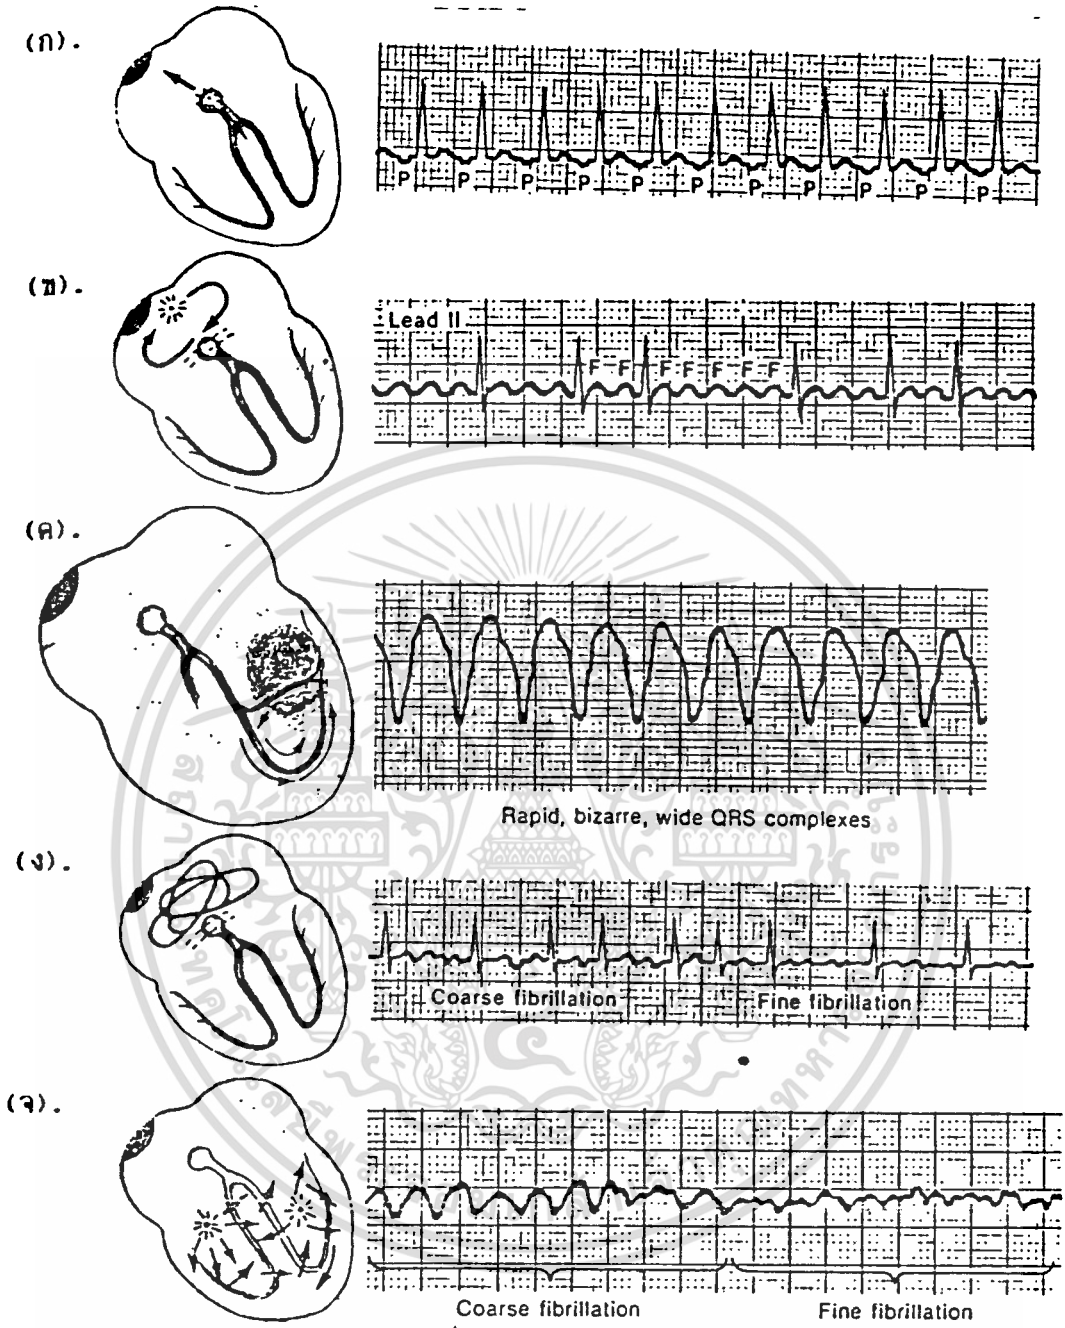 (ก).
P P P P P P P P P P P
(ข).
Lead II
F F F F F F F
(ค).
Rapid, bizarre, wide QRS complexes
(ง).
Coarse fibrillation Fine fibrillation
(จ).
Coarse fibrillation Fine fibrillation